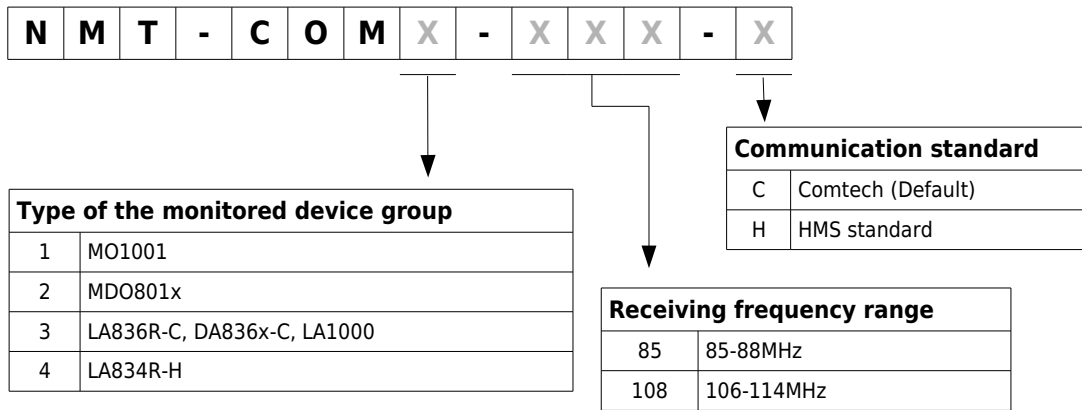 N M T - C O M X - X X X - X
Communication standard
C Comtech (Default)
H HMS standard
Type of the monitored device group
1 MO1001
2 MDO801x
3 LA836R-C, DA836x-C, LA1000
4 LA834R-H
Receiving frequency range
85 85-88MHz
108 106-114MHz